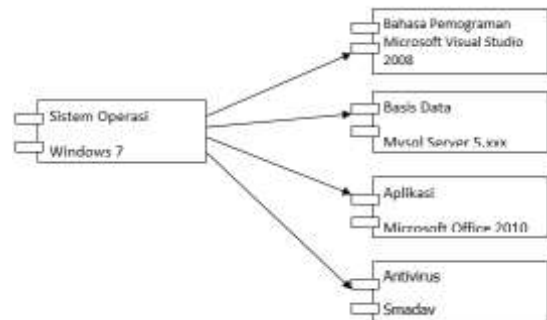 Sistem Operasi
Windows 7
Bahasa Pemograman
Microsoft Visual Studio
2008
Basis Data
Mysql Server 5.xxx
Aplikasi
Microsoft Office 2010
Antivirus
Smadav